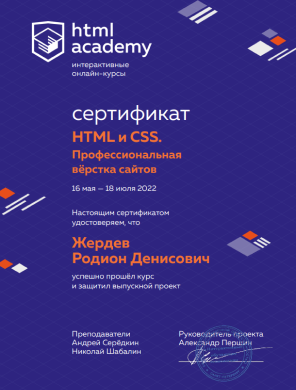 html
academy
интерактивные
онлайн-курсы
сертификат
HTML и CSS.
Профессиональная
вёрстка сайтов
16 мая — 18 июля 2022
Настоящим сертификатом
удостоверяем, что
Жердев
Родион Денисович
успешно прошёл курс
и защитил выпускной проект
Преподаватели
Андрей Серёдкин
Николай Шабалин
Руководитель проекта
Александр Першин